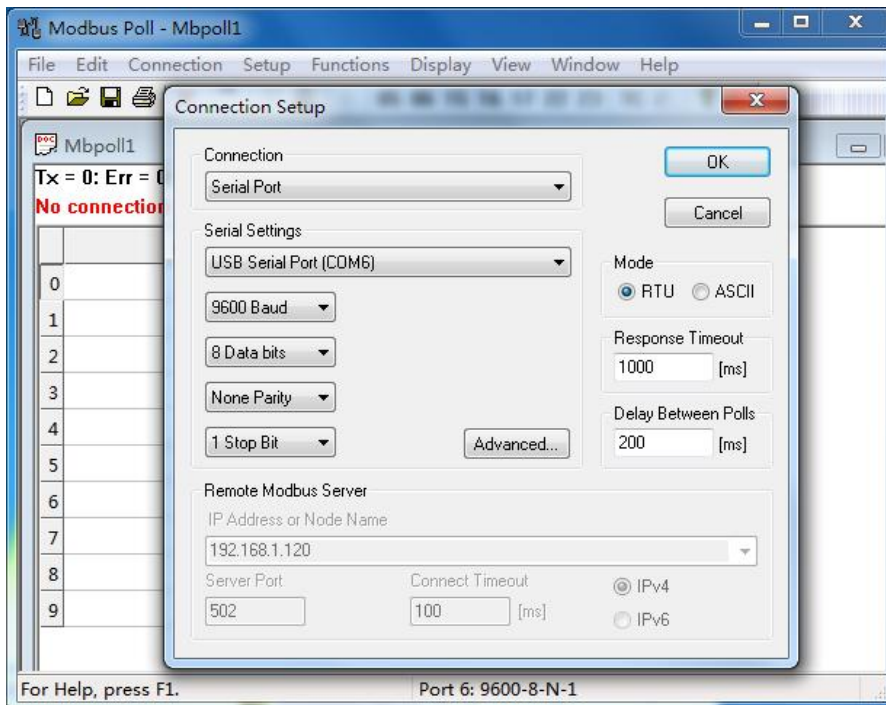 Modbus Poll - Mbpoll1
File Edit Connection Setup Functions Display View Window Help
Connection Setup
Mbpoll1
Tx = 0: Err = 0
No connection
0
1
2
3
4
5
6
7
8
9
Connection
Serial Port
OK
Cancel
Serial Settings
USB Serial Port (COM6)
9600 Baud
8 Data bits
None Parity
1 Stop Bit
Advanced...
Mode
RTU ASCII
Response Timeout
1000 [ms]
Delay Between Polls
200 [ms]
Remote Modbus Server
IP Address or Node Name
192.168.1.120
Server Port Connect Timeout
502 100 [ms]
IPv4
IPv6
For Help, press F1. Port 6: 9600-8-N-1